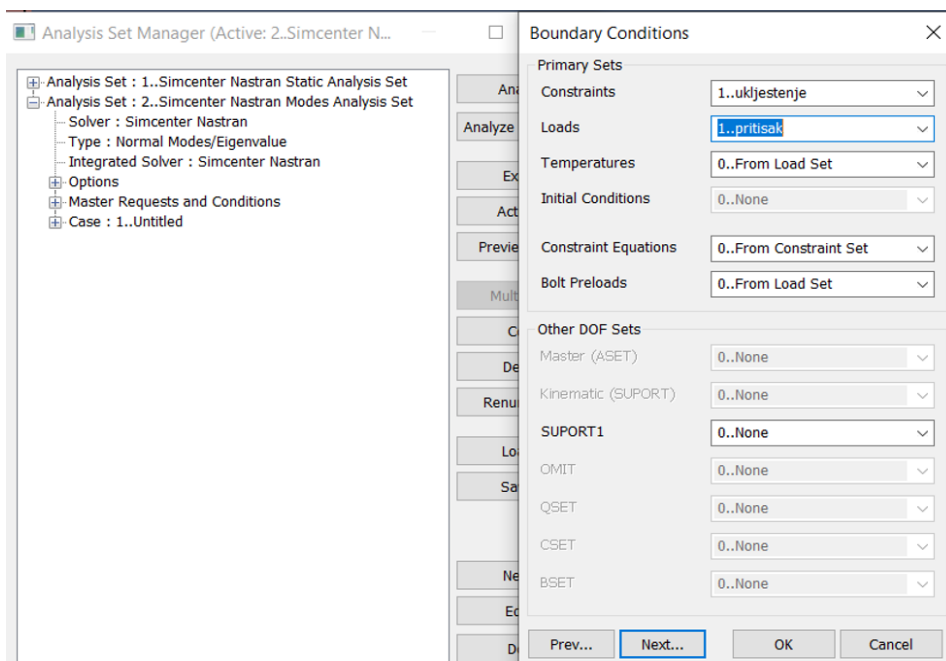 Analysis Set Manager (Active: 2..Simcenter N...
Analysis Set : 1..Simcenter Nastran Static Analysis Set
Analysis Set : 2..Simcenter Nastran Modes Analysis Set
Solver : Simcenter Nastran
Type : Normal Modes/Eigenvalue
Integrated Solver : Simcenter Nastran
Options
Master Requests and Conditions
Case : 1..Untitled
Analyze
Previe
Boundary Conditions
Primary Sets
Constraints 1..ukljestenje
Loads 1..pritisak
Temperatures 0..From Load Set
Initial Conditions 0..None
Constraint Equations 0..From Constraint Set
Bolt Preloads 0..From Load Set
Other DOF Sets
Master (ASET) 0..None
Kinematic (SUPORT) 0..None
SUPORT1 0..None
OMIT 0..None
QSET 0..None
CSET 0..None
BSET 0..None
Prev... Next... OK Cancel